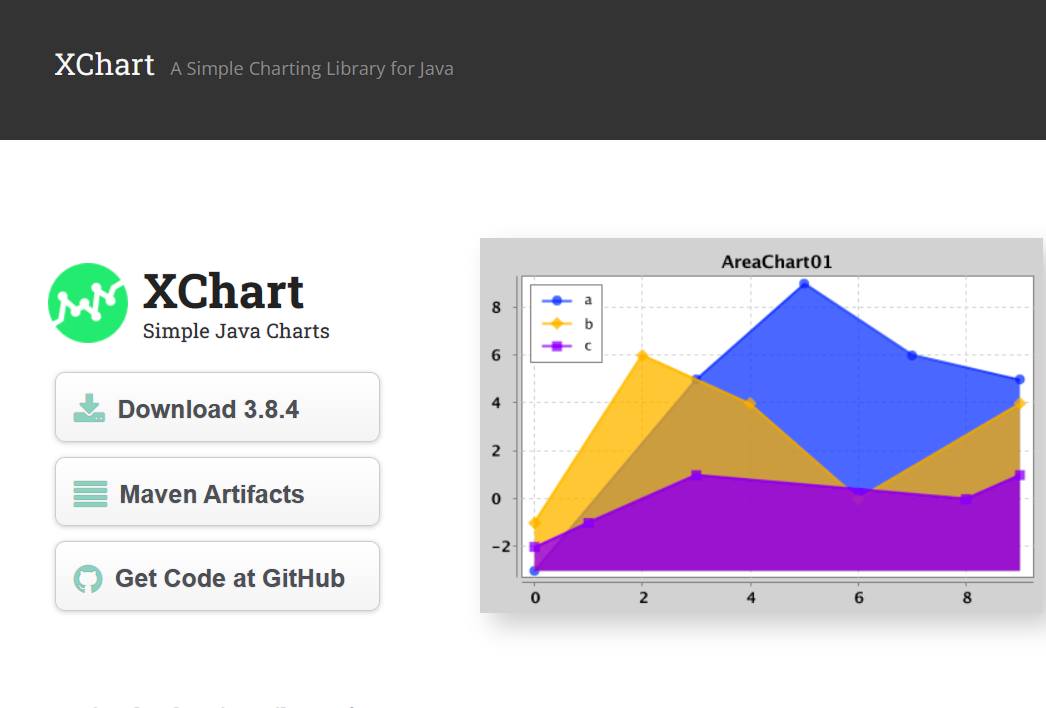 XChart A Simple Charting Library for Java
XChart
Simple Java Charts
Download 3.8.4
Maven Artifacts
Get Code at GitHub
AreaChart01
a
b
c
8
6
4
2
0
−2
0 2 4 6 8